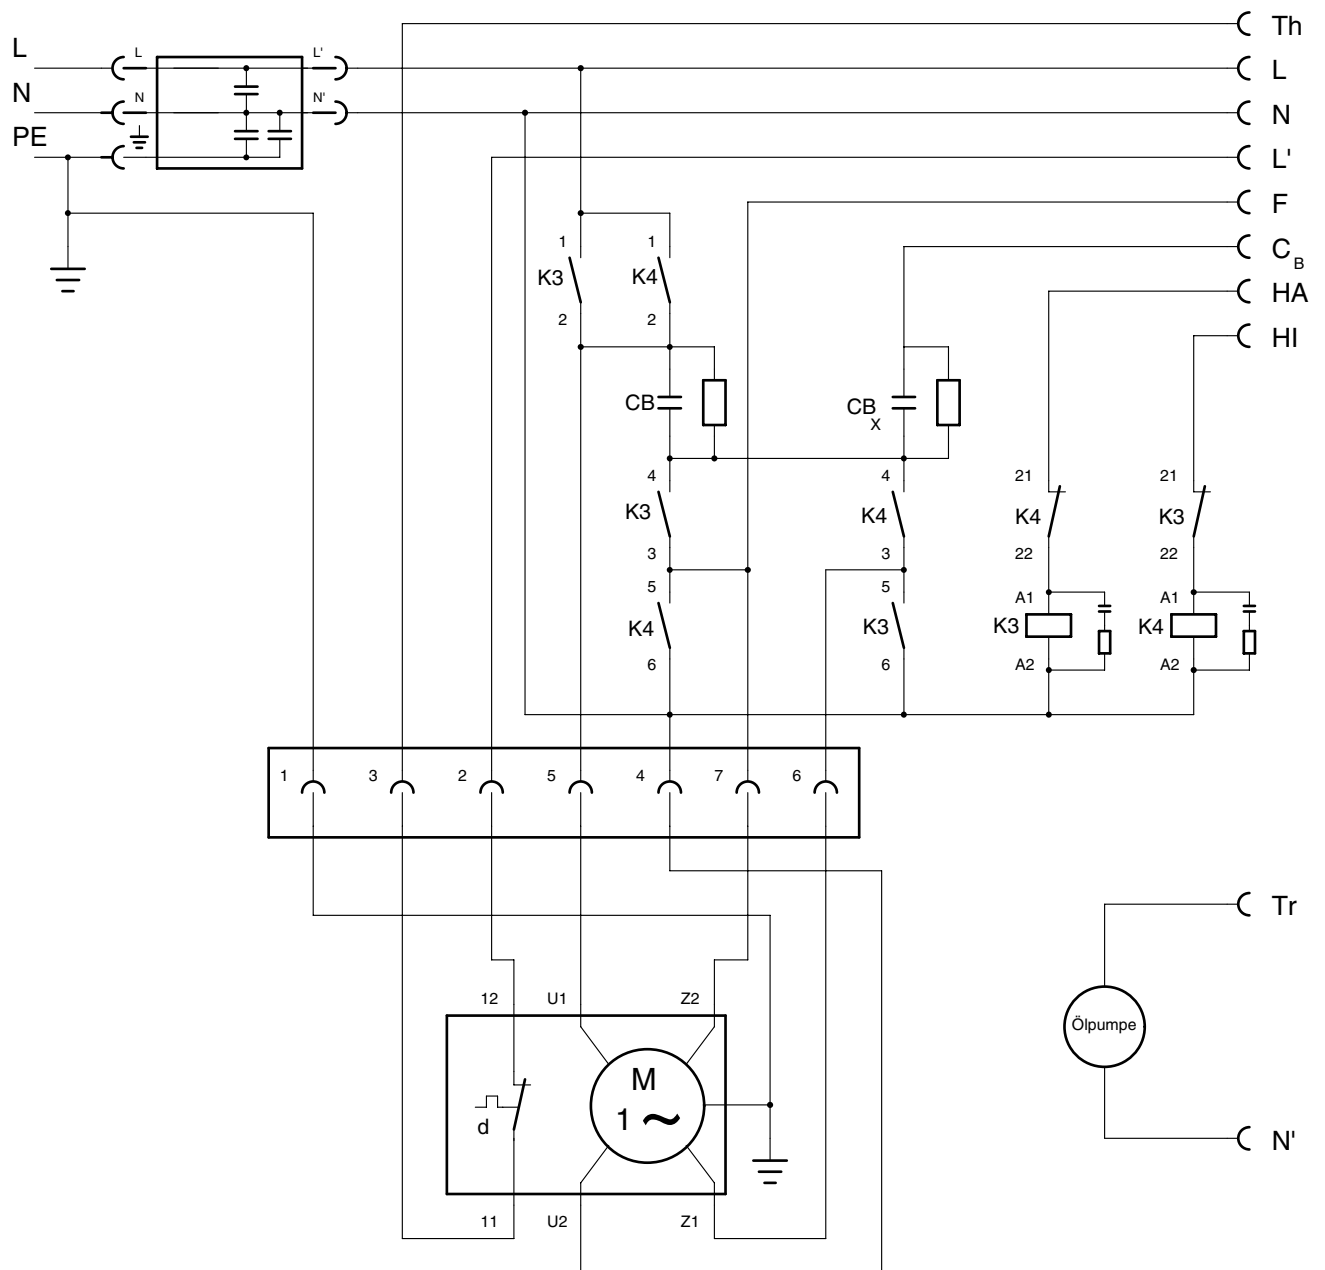 Th
L L L' L
N N N' N
PE
L'
F
C B
HA
HI
1 1
K3 K4
2 2
CB CB X
4 4 21 21
K3 K4 K4 K3
3 3 22 22
5 5 A1 A1
K4 K3 K3 K4
6 6 A2 A2
1 3 2 5 4 7 6
Tr
12 U1 Z2
Ölpumpe
M
1 ~
d
N'
11 U2 Z1